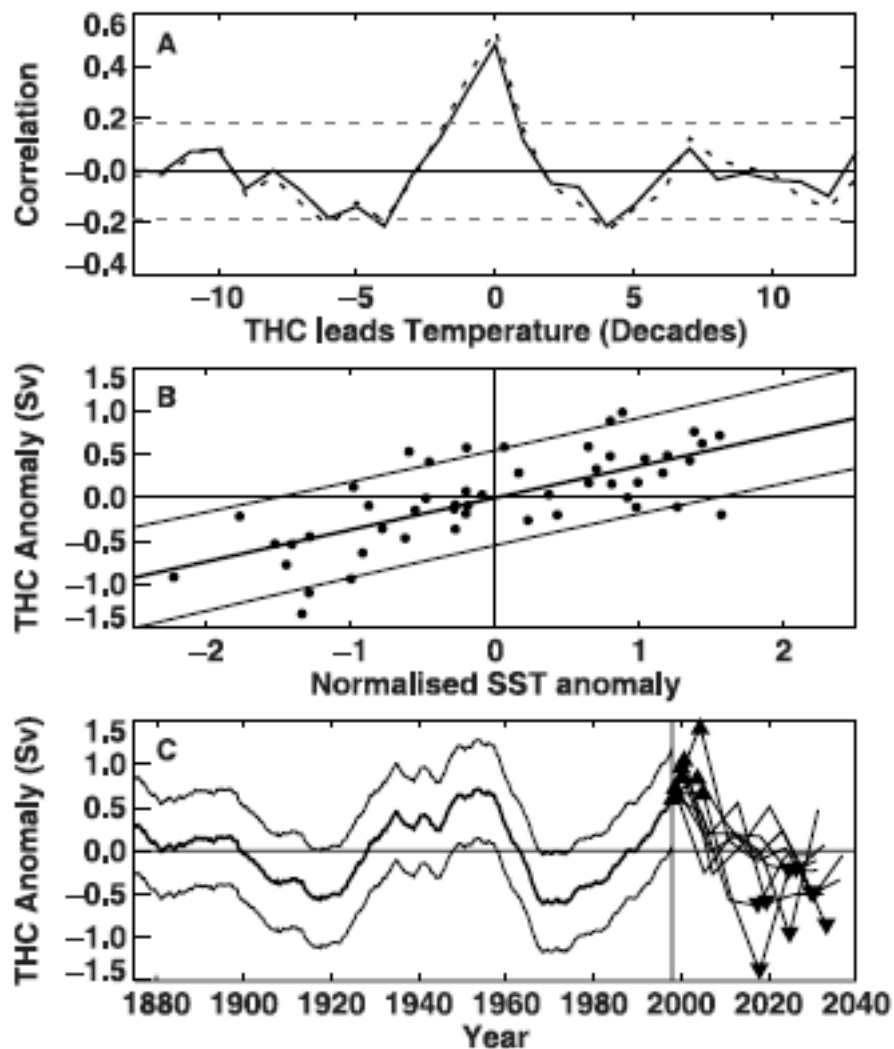 A
0.6
0.4
0.2
−0.0
−0.2
−0.4
Correlation
−10 −5 0 5 10
THC leads Temperature (Decades)
B
1.5
1.0
0.5
0.0
−0.5
−1.0
−1.5
THC Anomaly (Sv)
−2 −1 0 1 2
Normalised SST anomaly
C
1.5
1.0
0.5
0.0
−0.5
−1.0
−1.5
THC Anomaly (Sv)
1880 1900 1920 1940 1960 1980 2000 2020 2040
Year